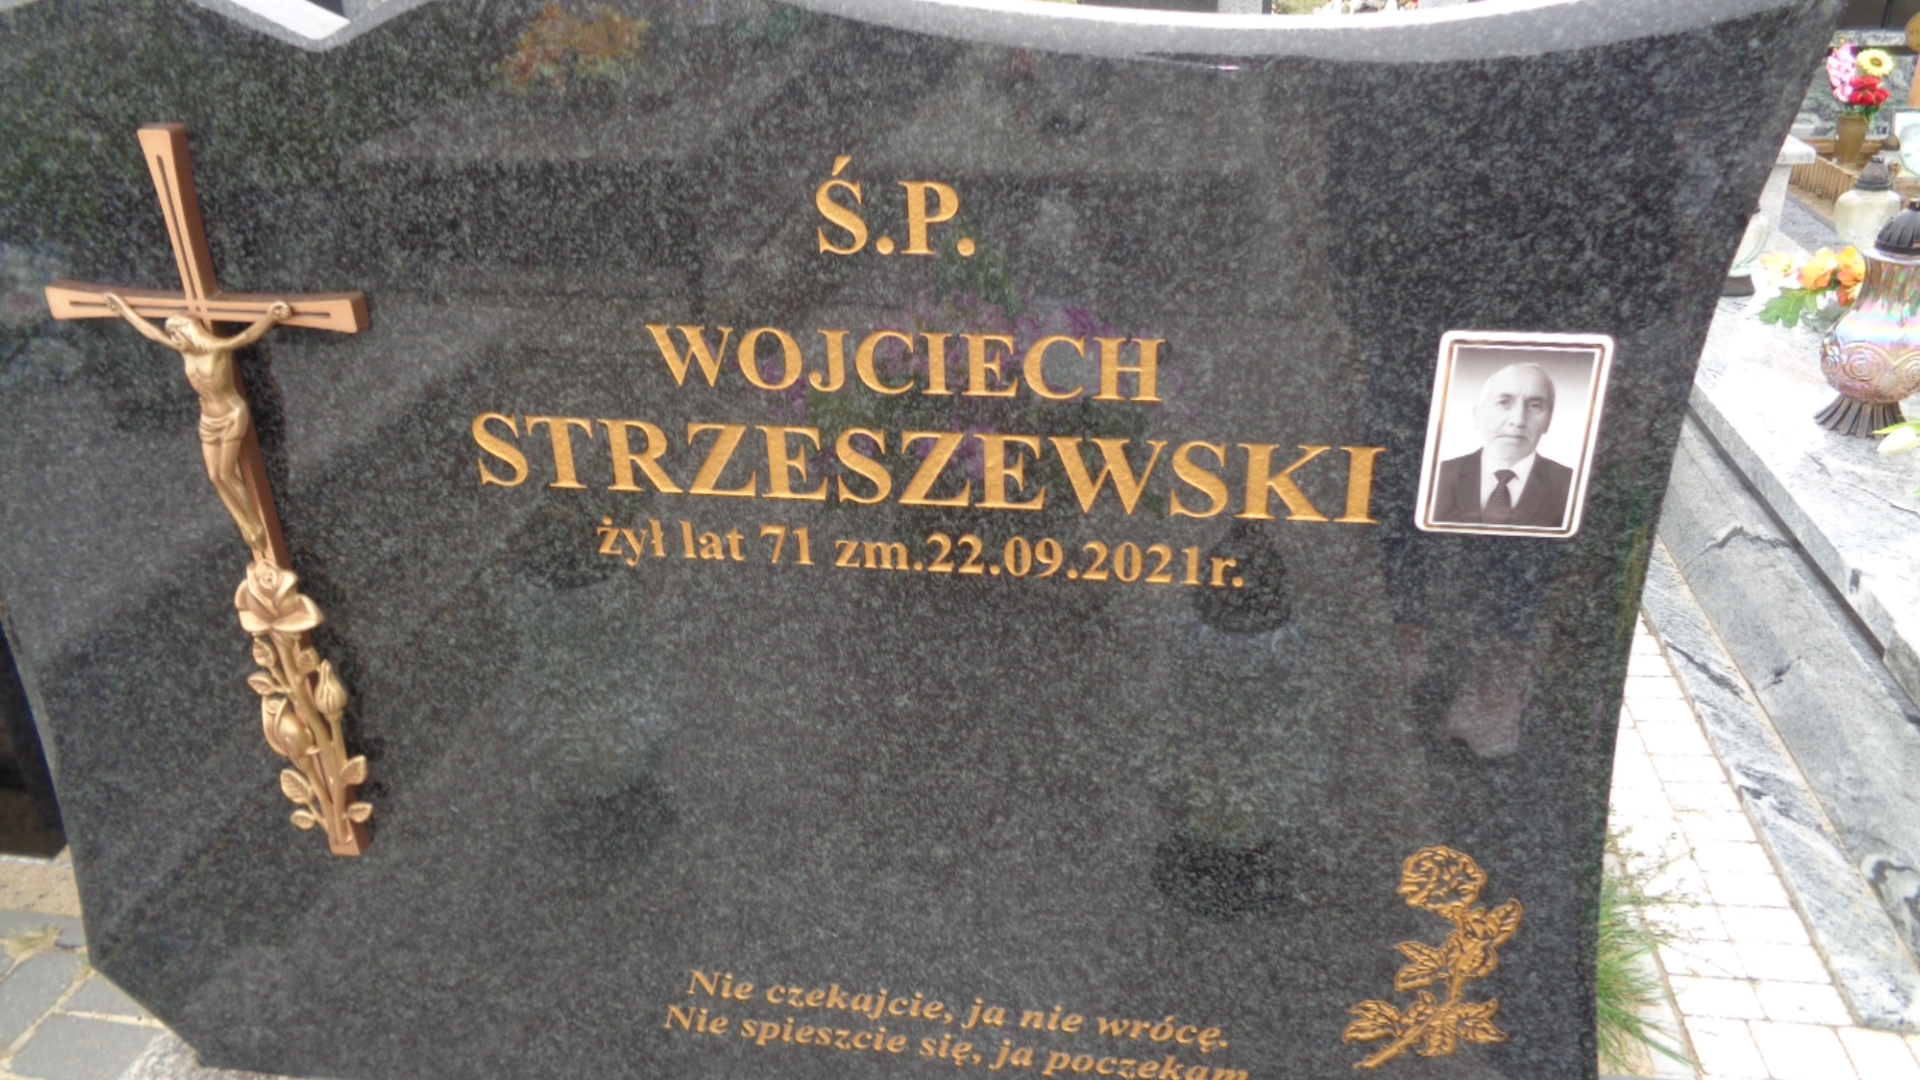 Ś.P.
WOJCIECH
STRZESZEWSKI
żył lat 71 zm.22.09.2021r.
Nie czekajcie, ja nie wrócę.
Nie spieszcie się, ja poczekam